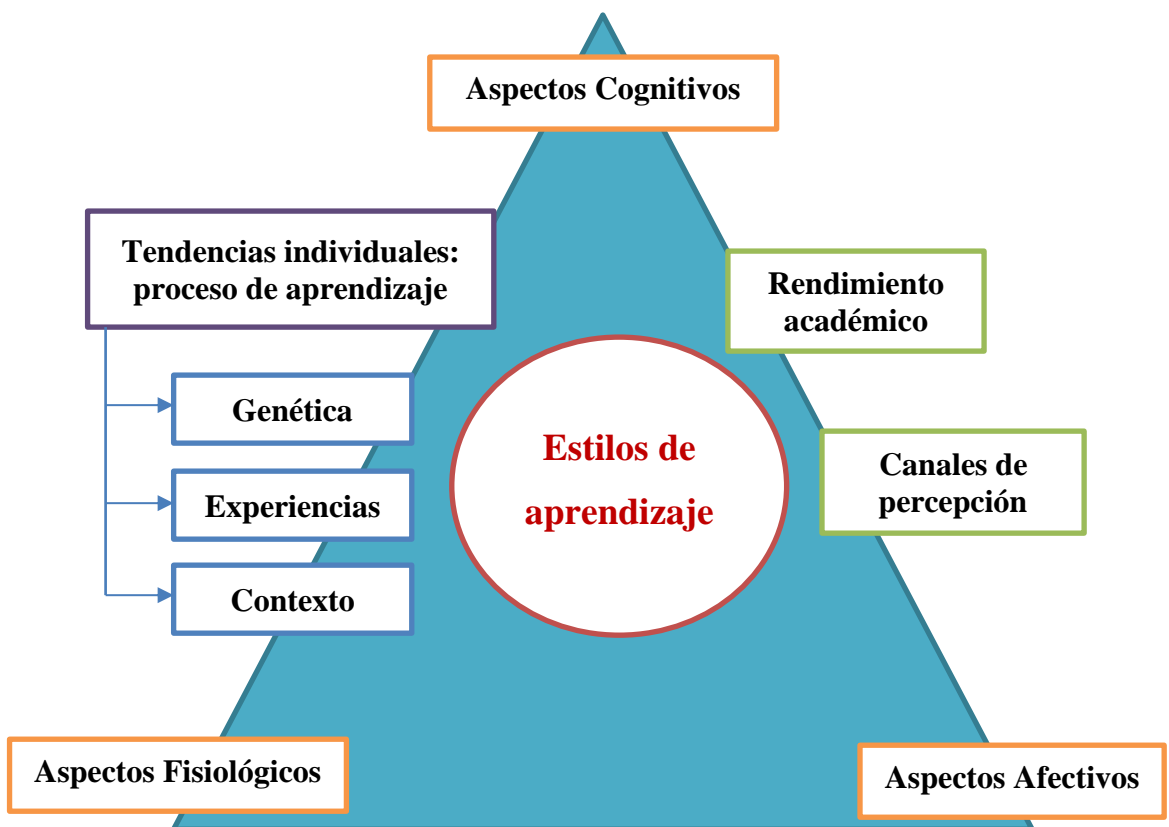 Aspectos Cognitivos
Tendencias individuales:
proceso de aprendizaje
Genética
Experiencias
Contexto
Estilos de
aprendizaje
Rendimiento
académico
Canales de
percepción
Aspectos Fisiológicos
Aspectos Afectivos